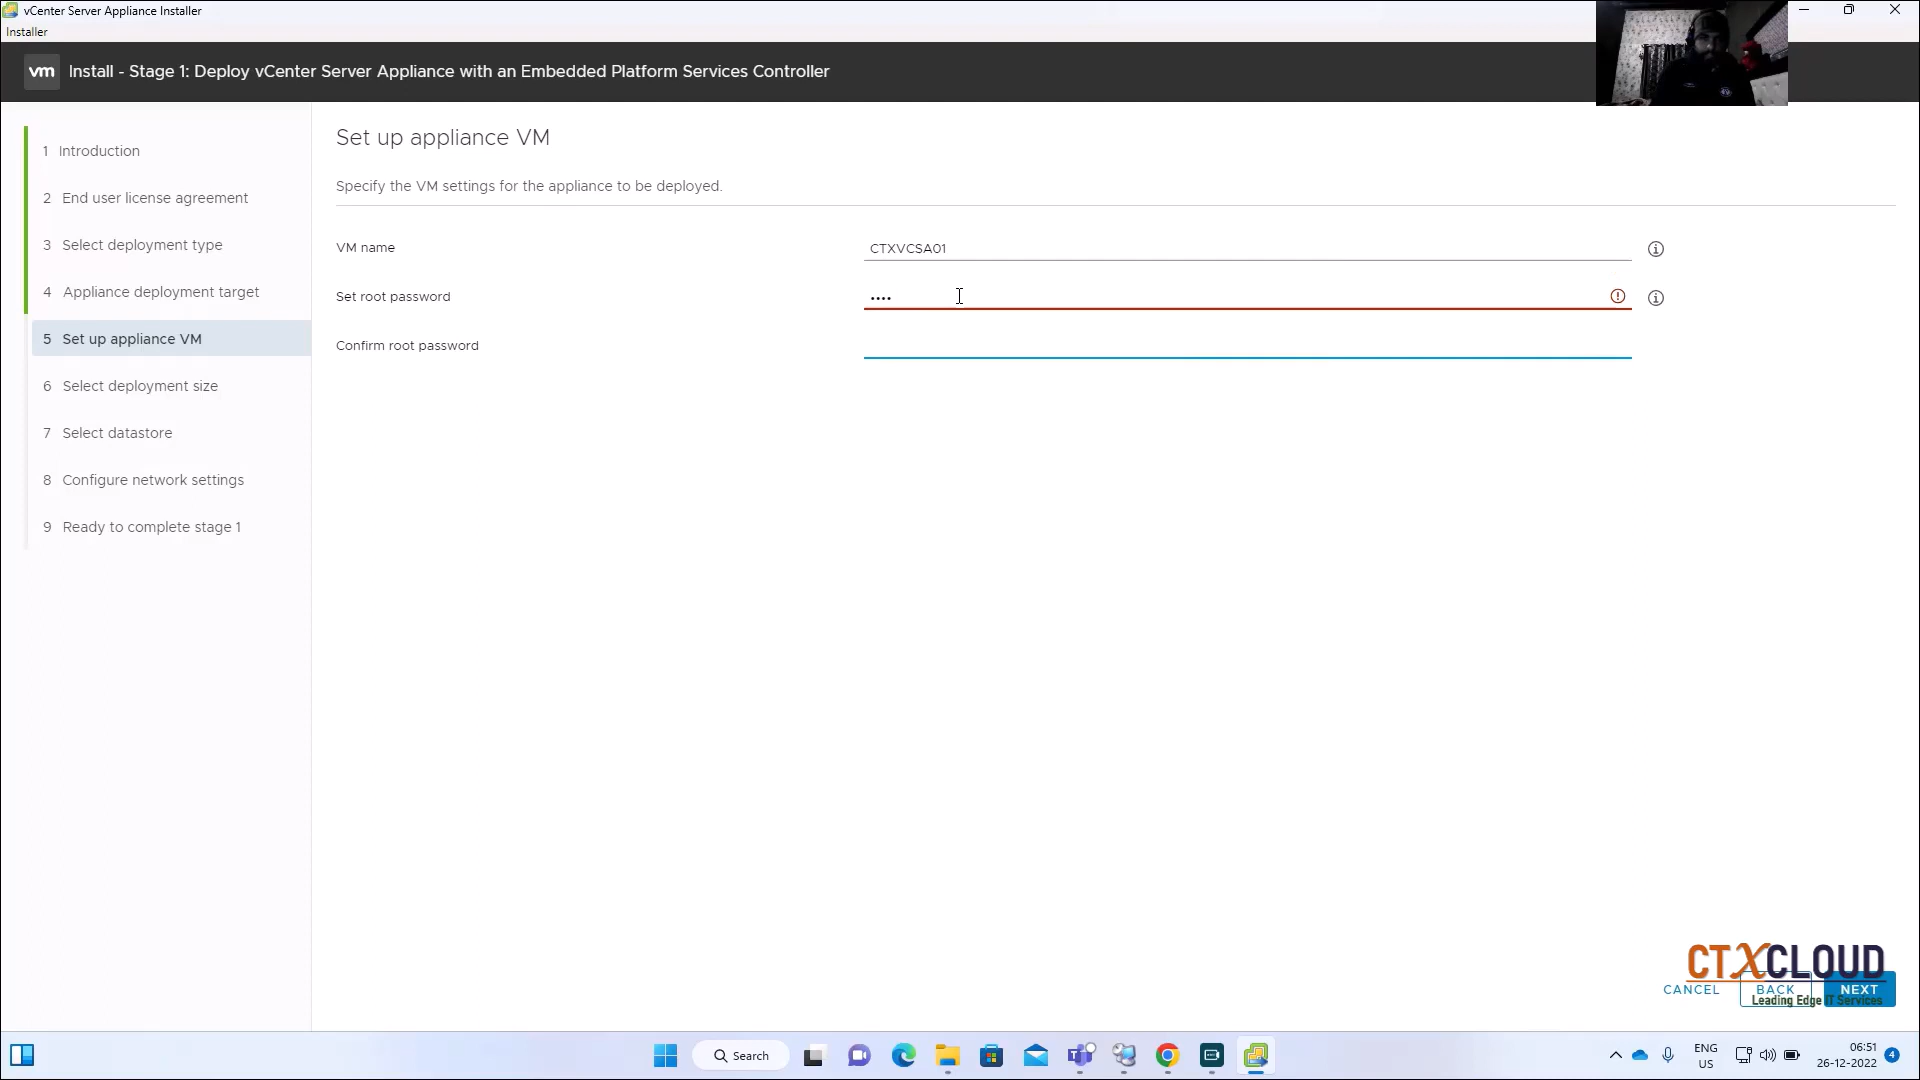 vCenter Server Appliance Installer
Installer
vm Install - Stage 1: Deploy vCenter Server Appliance with an Embedded Platform Services Controller
1 Introduction
2 End user license agreement
3 Select deployment type
4 Appliance deployment target
5 Set up appliance VM
6 Select deployment size
7 Select datastore
8 Configure network settings
9 Ready to complete stage 1
Set up appliance VM
Specify the VM settings for the appliance to be deployed.
VM name
CTXVCSA01
Set root password
••••
Confirm root password
CTXCLOUD
CANCEL
BACK
NEXT
Leading Edge IT Services
Search
ENG
US
06:51
26-12-2022
4